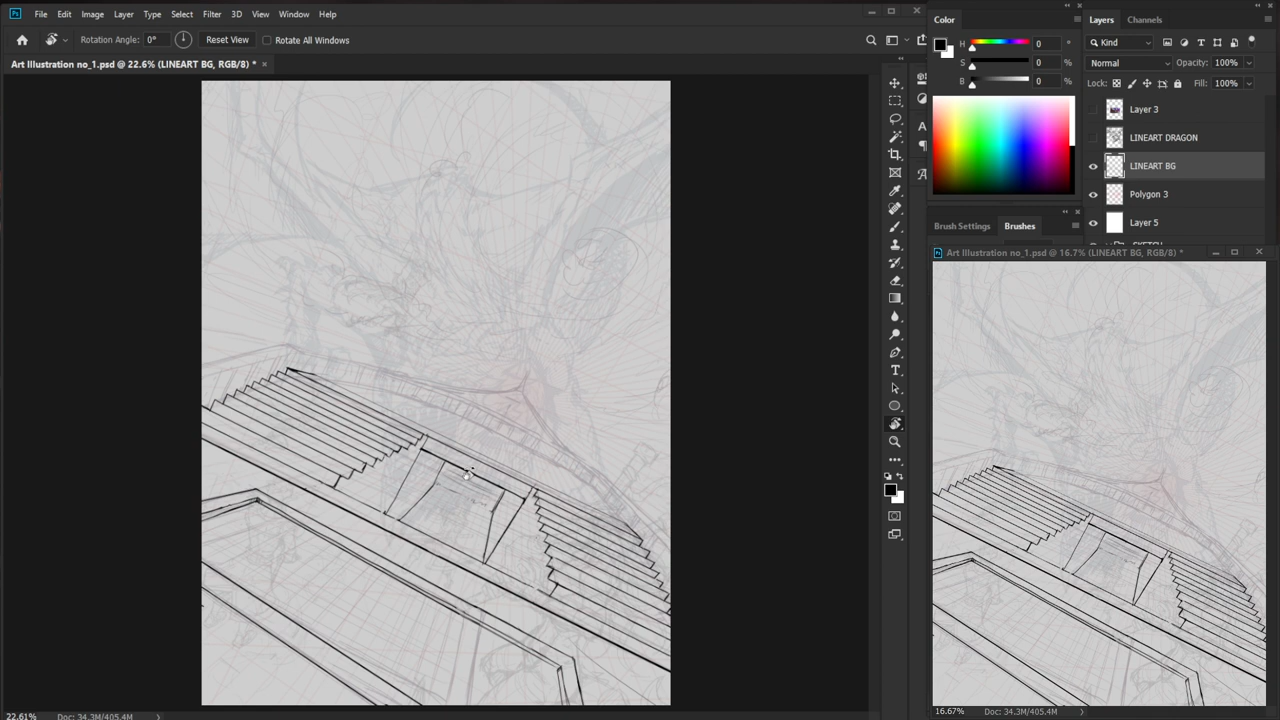 File Edit Image Layer Type Select Filter 3D View Window Help
Rotation Angle: 0° Reset View Rotate All Windows
Art Illustration no_1.psd @ 22.6% (LINEART BG, RGB/8) *
22.61% Doc: 34.3M/405.4M
Color
H 0 °
S 0 %
B 0 %
Brush Settings Brushes
Layers Channels
Kind
Normal Opacity: 100%
Lock: Fill: 100%
Layer 3
LINEART DRAGON
LINEART BG
Polygon 3
Layer 5
Art Illustration no_1.psd @ 16.7% (LINEART BG, RGB/8) *
16.67% Doc: 34.3M/405.4M